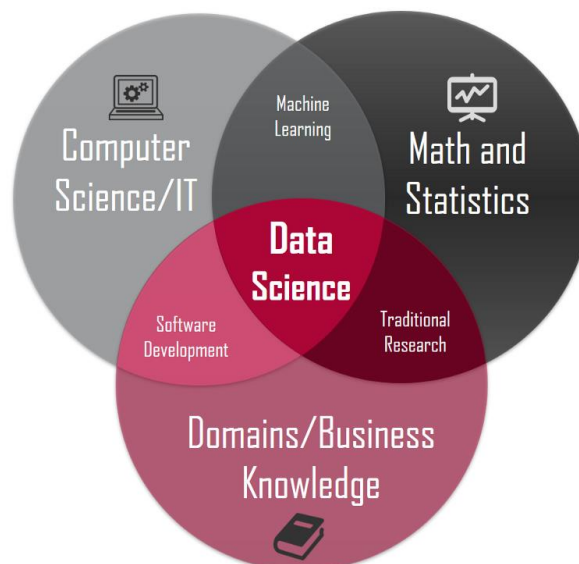 Machine
Learning
Computer
Science/IT
Math and
Statistics
Data
Science
Software
Development
Traditional
Research
Domains/Business
Knowledge